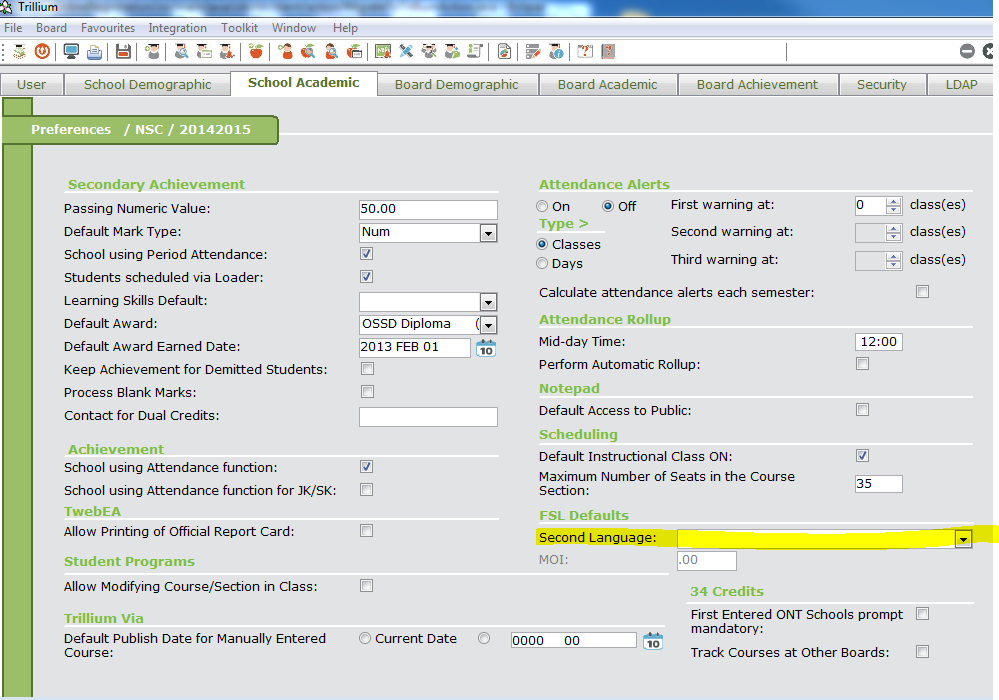 Trillium
File Board Favourites Integration Toolkit Window Help
User School Demographic School Academic Board Demographic Board Academic Board Achievement Security LDAP
Preferences / NSC / 20142015
Secondary Achievement
Passing Numeric Value: 50.00
Default Mark Type: Num
School using Period Attendance:
Students scheduled via Loader:
Learning Skills Default:
Default Award: OSSD Diploma (
Default Award Earned Date: 2013 FEB 01 10
Keep Achievement for Demitted Students:
Process Blank Marks:
Contact for Dual Credits:
Achievement
School using Attendance function:
School using Attendance function for JK/SK:
TwebEA
Allow Printing of Official Report Card:
Student Programs
Allow Modifying Course/Section in Class:
Trillium Via
Default Publish Date for Manually Entered
Course:
Current Date 0000 00 10
Attendance Alerts
On Off First warning at: 0 class(es)
Type >
Classes Second warning at: class(es)
Days Third warning at: class(es)
Calculate attendance alerts each semester:
Attendance Rollup
Mid-day Time: 12:00
Perform Automatic Rollup:
Notepad
Default Access to Public:
Scheduling
Default Instructional Class ON:
Maximum Number of Seats in the Course
Section: 35
FSL Defaults
Second Language:
MOI: .00
34 Credits
First Entered ONT Schools prompt
mandatory:
Track Courses at Other Boards: